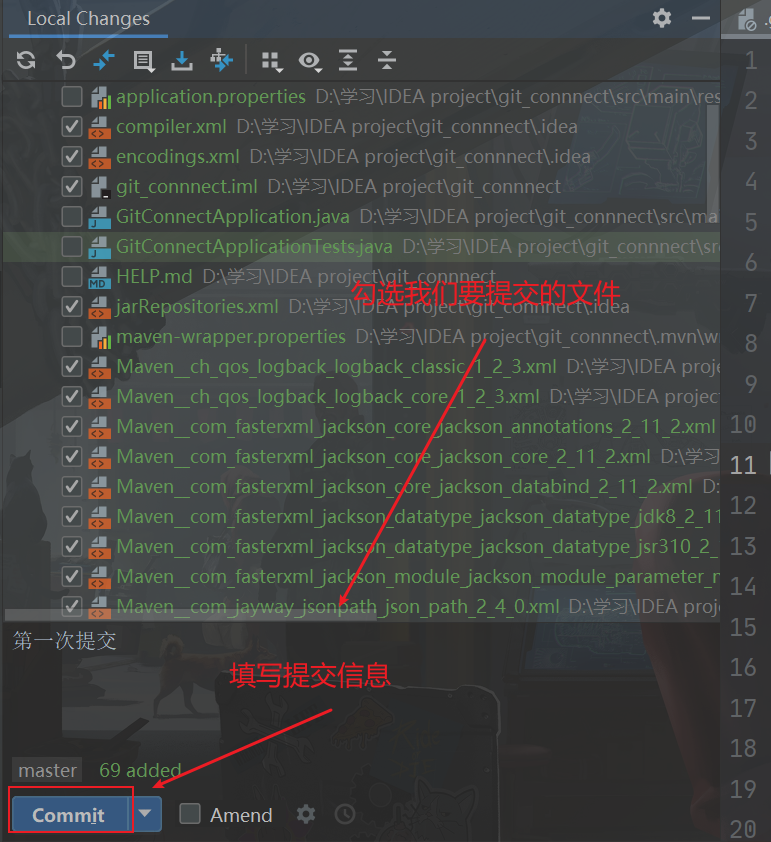 Local Changes
application.properties D:\学习\IDEA project\git_connnect\src\main\res
compiler.xml D:\学习\IDEA project\git_connnect\.idea
encodings.xml D:\学习\IDEA project\git_connnect\.idea
git_connnect.iml D:\学习\IDEA project\git_connnect
GitConnectApplication.java D:\学习\IDEA project\git_connnect\src\ma
GitConnectApplicationTests.java D:\学习\IDEA project\git_connnect\sr
HELP.md D:\学习\IDEA project\git_connnect
勾选我们要提交的文件
jarRepositories.xml D:\学习\IDEA project\git_connnect\.idea
maven-wrapper.properties D:\学习\IDEA project\git_connnect\.mvn\w
Maven__ch_qos_logback_logback_classic_1_2_3.xml D:\学习\IDEA proje
Maven__ch_qos_logback_logback_core_1_2_3.xml D:\学习\IDEA project
Maven__com_fasterxml_jackson_core_jackson_annotations_2_11_2.xml
Maven__com_fasterxml_jackson_core_jackson_core_2_11_2.xml D:\学习
Maven__com_fasterxml_jackson_core_jackson_databind_2_11_2.xml D:
Maven__com_fasterxml_jackson_datatype_jackson_datatype_jdk8_2_11
Maven__com_fasterxml_jackson_datatype_jackson_datatype_jsr310_2_
Maven__com_fasterxml_jackson_module_jackson_module_parameter_n
Maven__com_jayway_jsonpath_json_path_2_4_0.xml D:\学习\IDEA proje
第一次提交
填写提交信息
master 69 added
Commit Amend
1
2
3
4
5
6
7
8
9
10
11
12
13
14
15
16
17
18
19
20